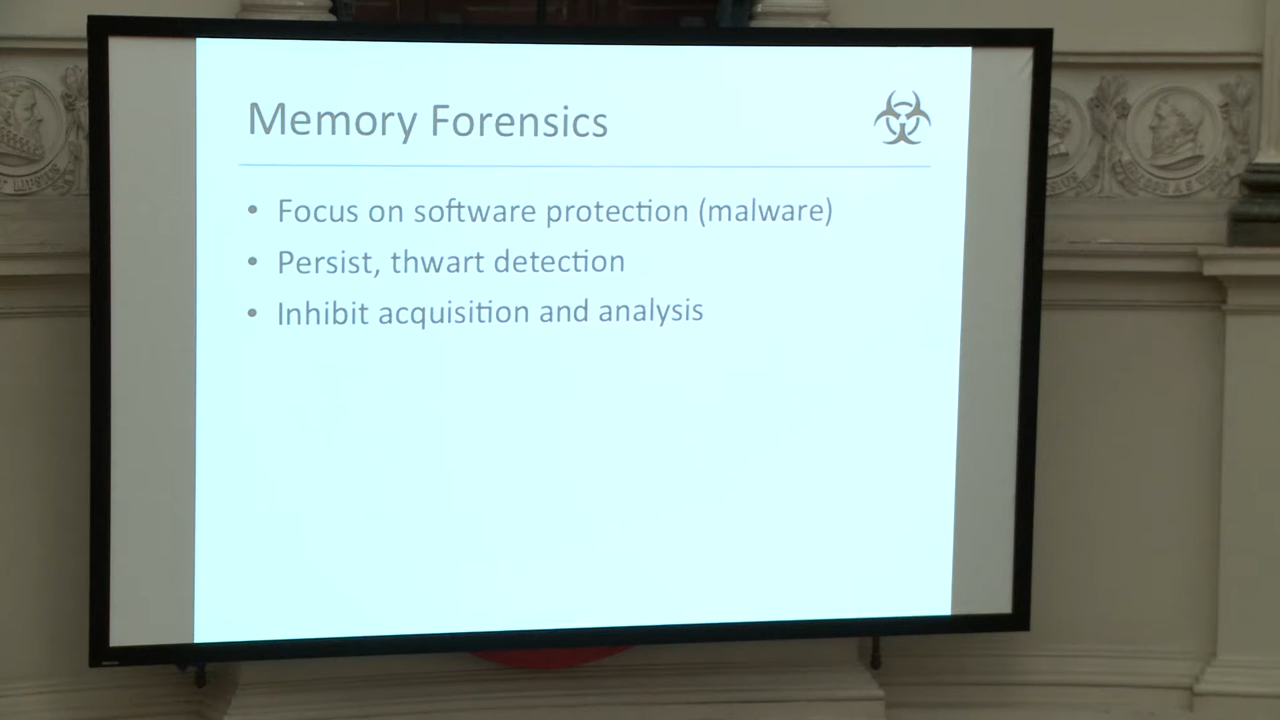 Memory Forensics
• Focus on software protection (malware)
• Persist, thwart detection
• Inhibit acquisition and analysis